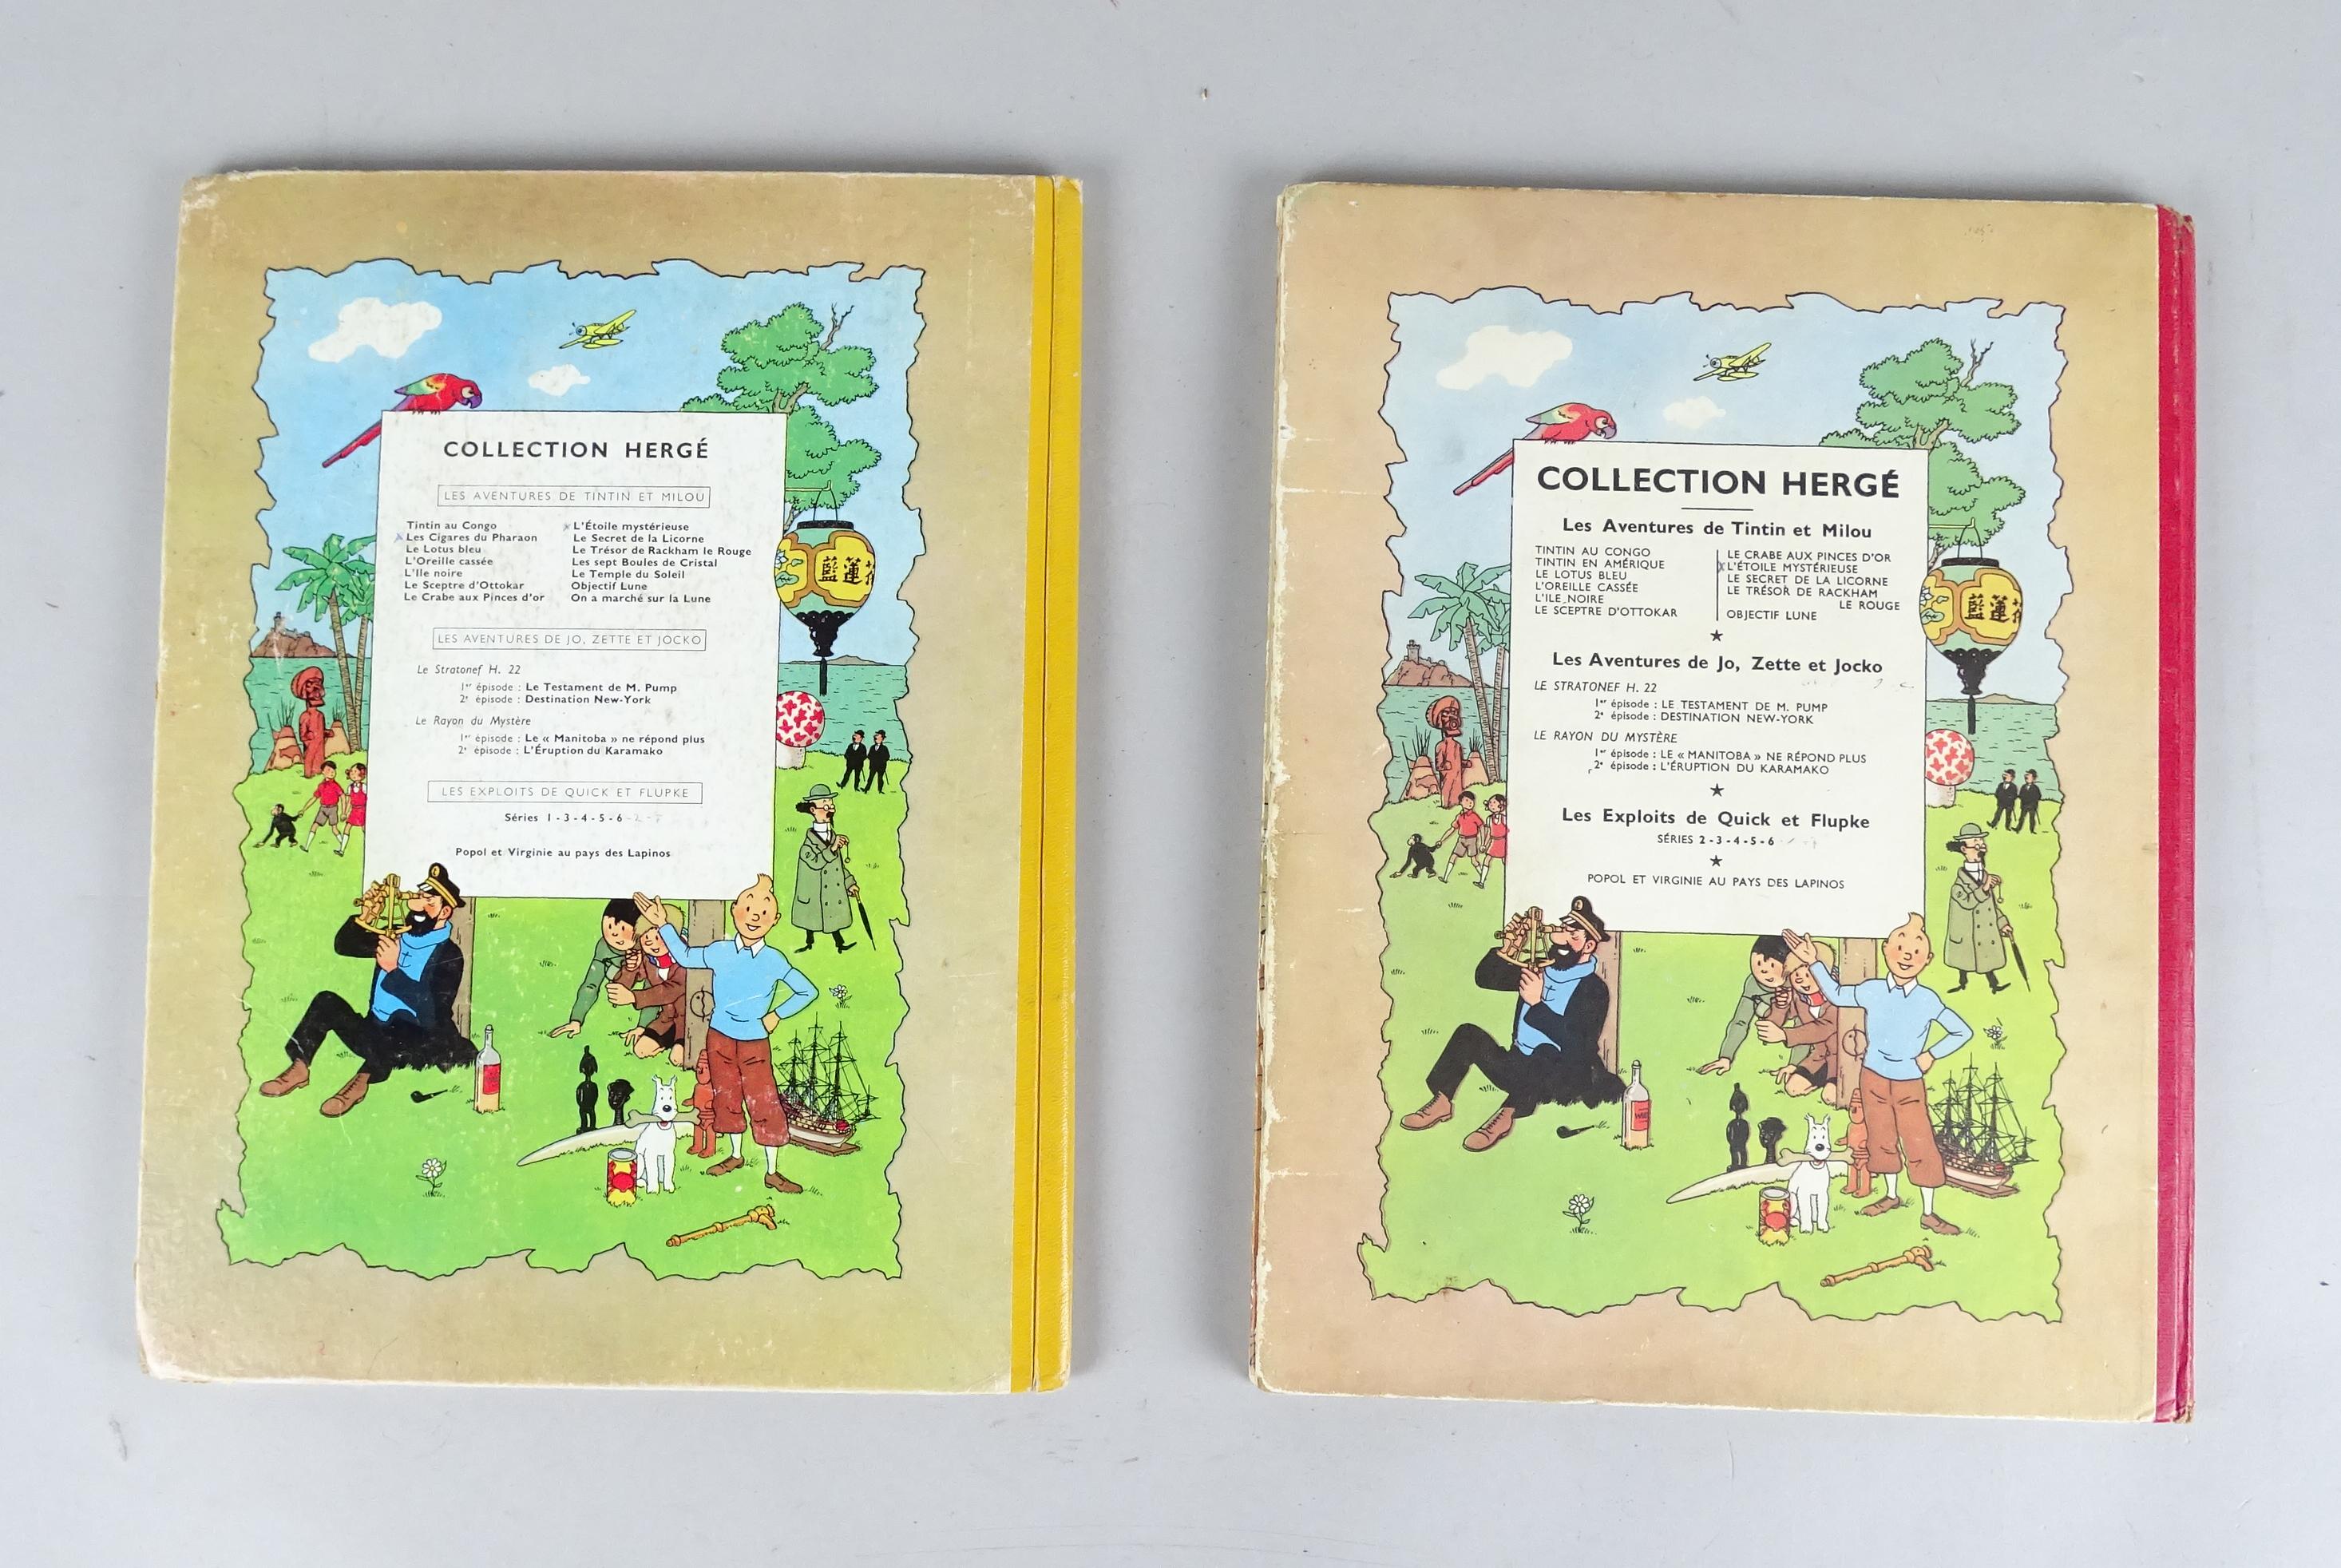 COLLECTION HERGÉ
LES AVENTURES DE TINTIN ET MILOU
Tintin au Congo
Les Cigares du Pharaon
Le Lotus bleu
L'Oreille cassée
L'Ile noire
Le Sceptre d'Ottokar
Le Crabe aux Pinces d'or
L'Étoile mystérieuse
Le Secret de la Licorne
Le Trésor de Rackham le Rouge
Les sept Boules de Cristal
Le Temple du Soleil
Objectif Lune
On a marché sur la Lune
LES AVENTURES DE JO, ZETTE ET JOCKO
Le Stratonef H. 22
1er épisode : Le Testament de M. Pump
2e épisode : Destination New-York
Le Rayon du Mystère
1er épisode : Le « Manitoba » ne répond plus
2e épisode : L'Éruption du Karamako
LES EXPLOITS DE QUICK ET FLUPKE
Séries 1 - 3 - 4 - 5 - 6
Popol et Virginie au pays des Lapinos
藍蓮花
COLLECTION HERGÉ
Les Aventures de Tintin et Milou
TINTIN AU CONGO
TINTIN EN AMÉRIQUE
LE LOTUS BLEU
L'OREILLE CASSÉE
L'ILE NOIRE
LE SCEPTRE D'OTTOKAR
LE CRABE AUX PINCES D'OR
L'ÉTOILE MYSTÉRIEUSE
LE SECRET DE LA LICORNE
LE TRÉSOR DE RACKHAM
LE ROUGE
OBJECTIF LUNE
Les Aventures de Jo, Zette et Jocko
LE STRATONEF H. 22
1er épisode : LE TESTAMENT DE M. PUMP
2e épisode : DESTINATION NEW-YORK
LE RAYON DU MYSTÈRE
1er épisode : LE « MANITOBA » NE RÉPOND PLUS
2e épisode : L'ÉRUPTION DU KARAMAKO
Les Exploits de Quick et Flupke
SÉRIES 2 - 3 - 4 - 5 - 6
POPOL ET VIRGINIE AU PAYS DES LAPINOS
藍蓮花